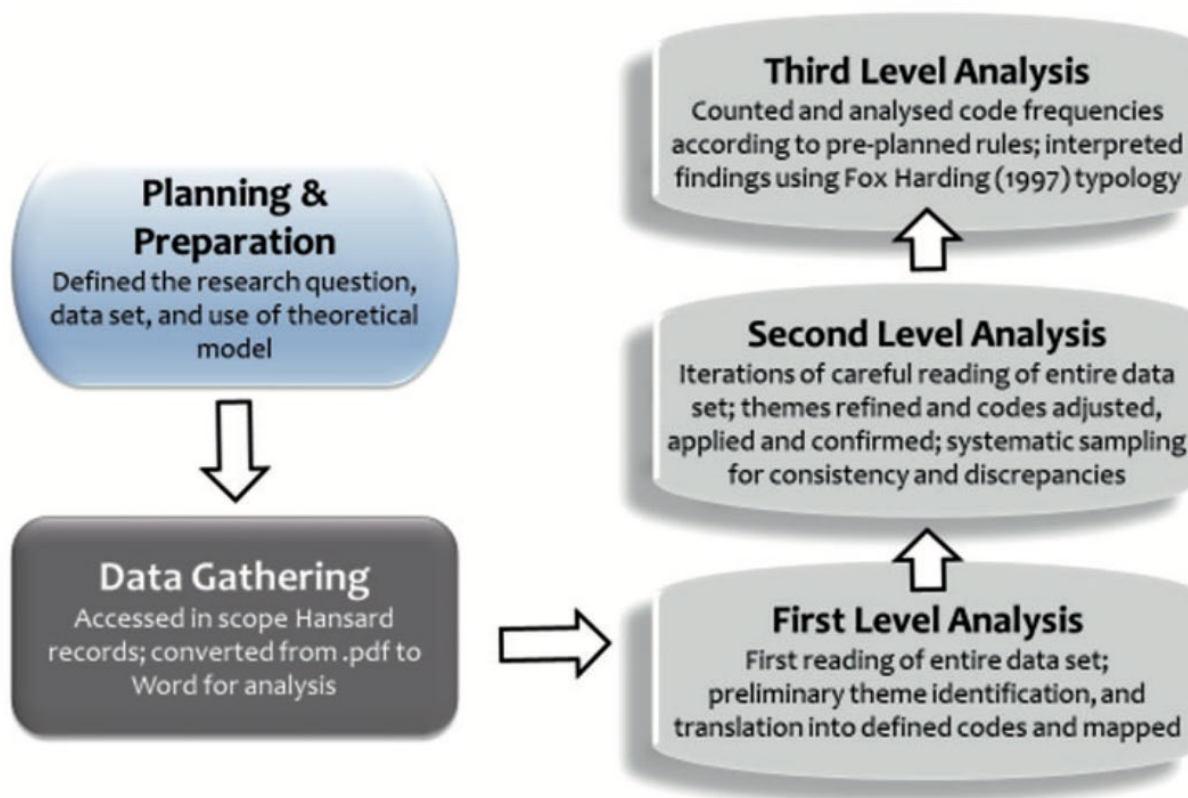 Planning &
Preparation
Defined the research question,
data set, and use of theoretical
model
Data Gathering
Accessed in scope Hansard
records; converted from .pdf to
Word for analysis
First Level Analysis
First reading of entire data set;
preliminary theme identification, and
translation into defined codes and mapped
Second Level Analysis
Iterations of careful reading of entire data
set; themes refined and codes adjusted,
applied and confirmed; systematic sampling
for consistency and discrepancies
Third Level Analysis
Counted and analysed code frequencies
according to pre-planned rules; interpreted
findings using Fox Harding (1997) typology